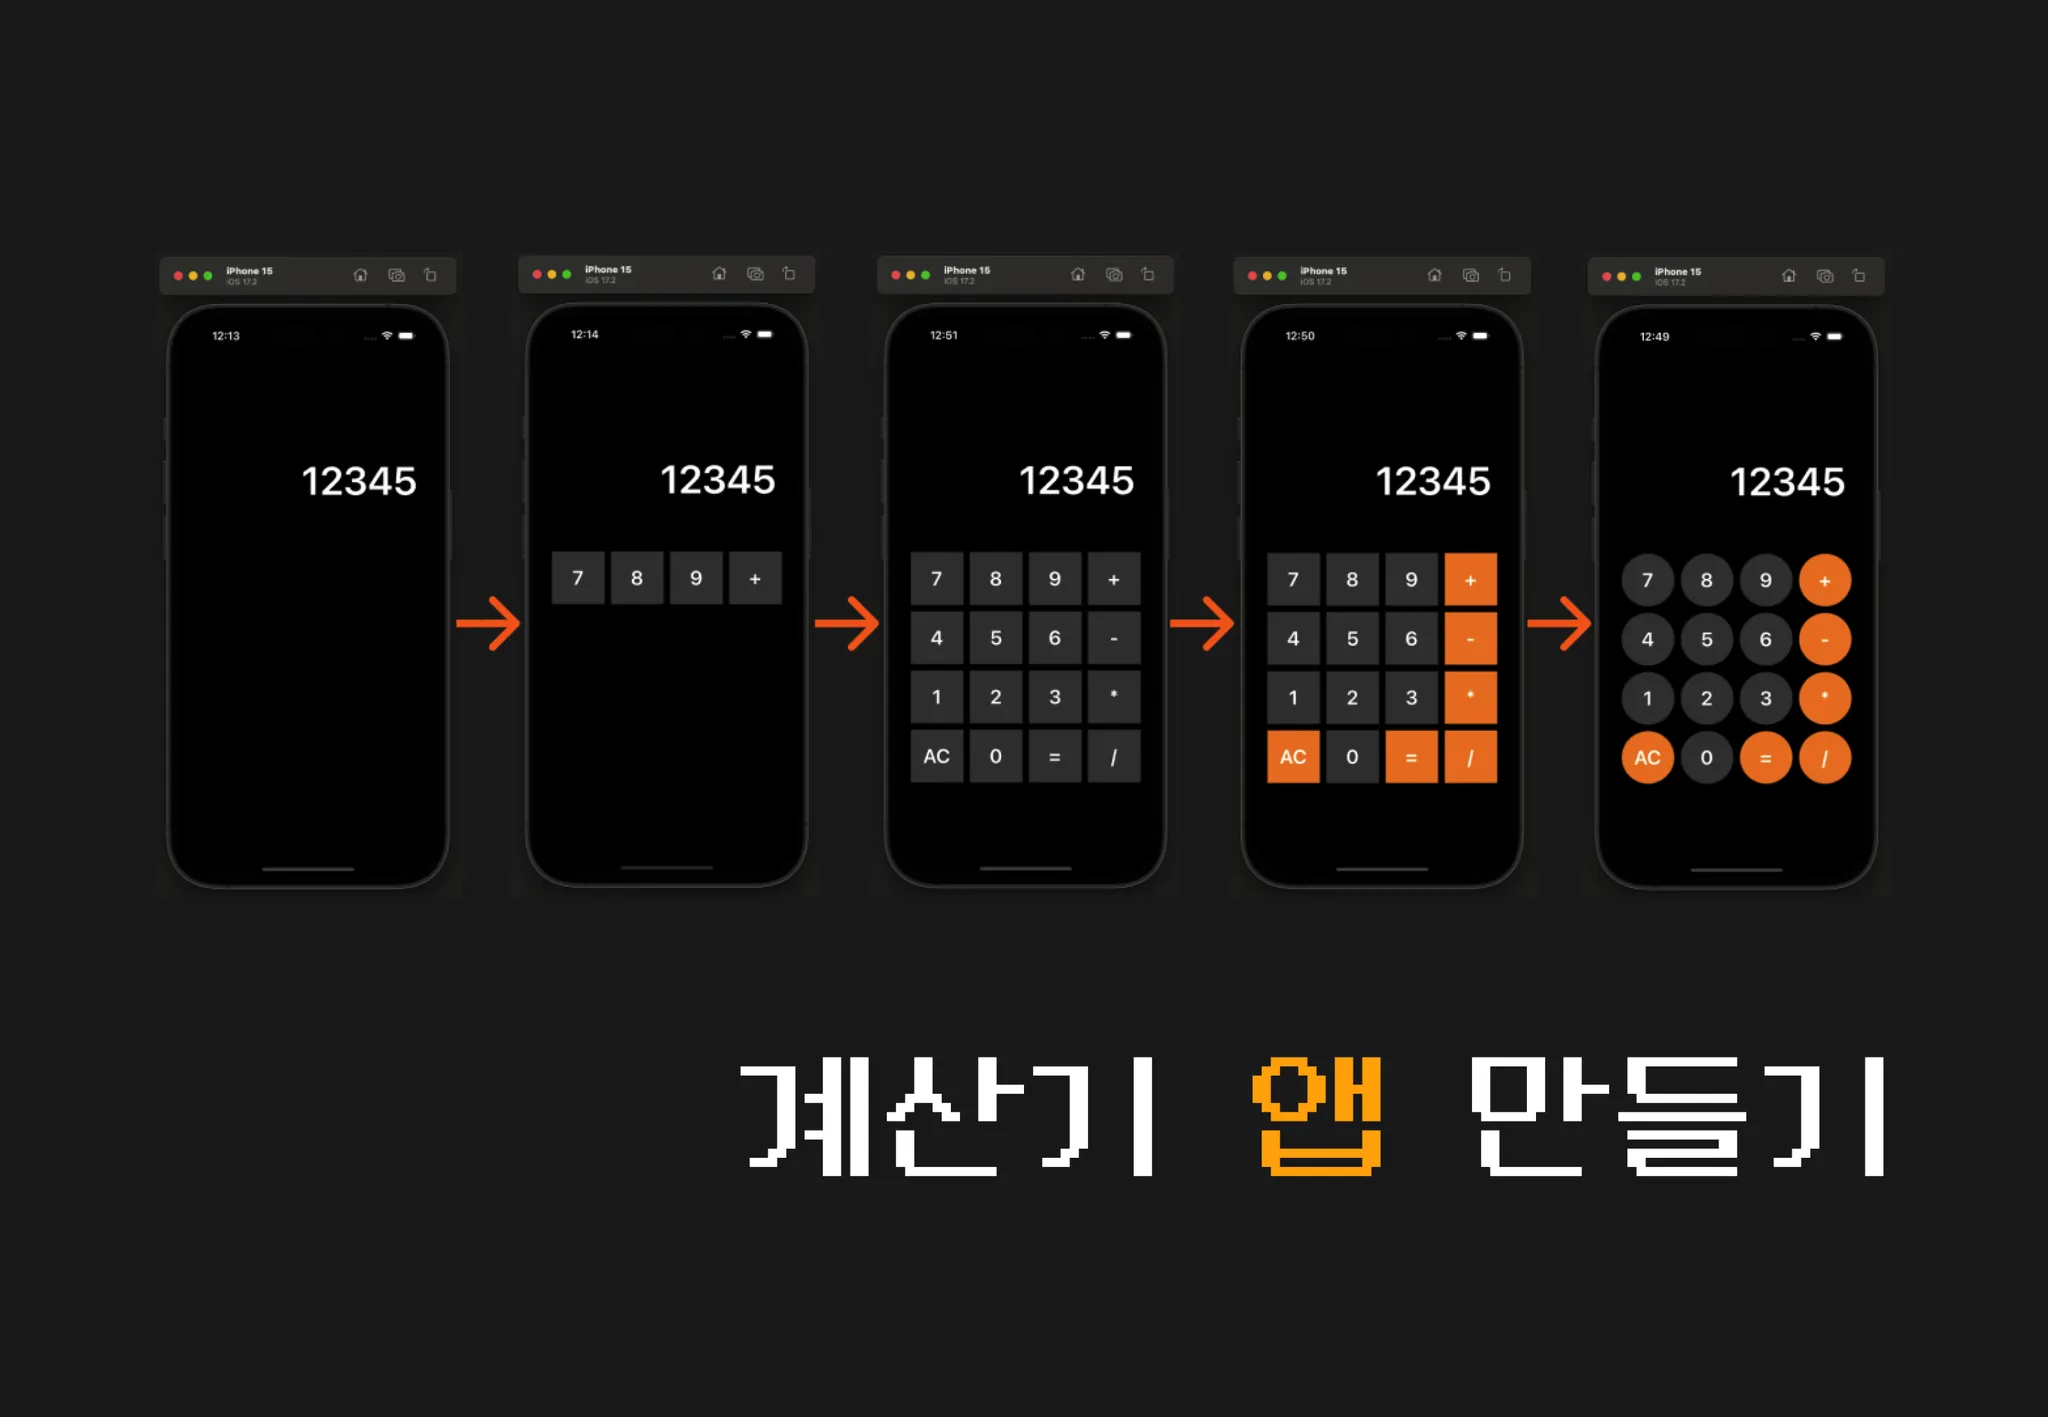 iPhone 15
iOS 17.2
12:13
12345
iPhone 15
iOS 17.2
12:14
12345
7 8 9 +
iPhone 15
iOS 17.2
12:51
12345
7 8 9 +
4 5 6 -
1 2 3 *
AC 0 = /
iPhone 15
iOS 17.2
12:50
12345
7 8 9 +
4 5 6 -
1 2 3 *
AC 0 = /
iPhone 15
iOS 17.2
12:49
12345
7 8 9 +
4 5 6 -
1 2 3 *
AC 0 = /
계산기 앱 만들기